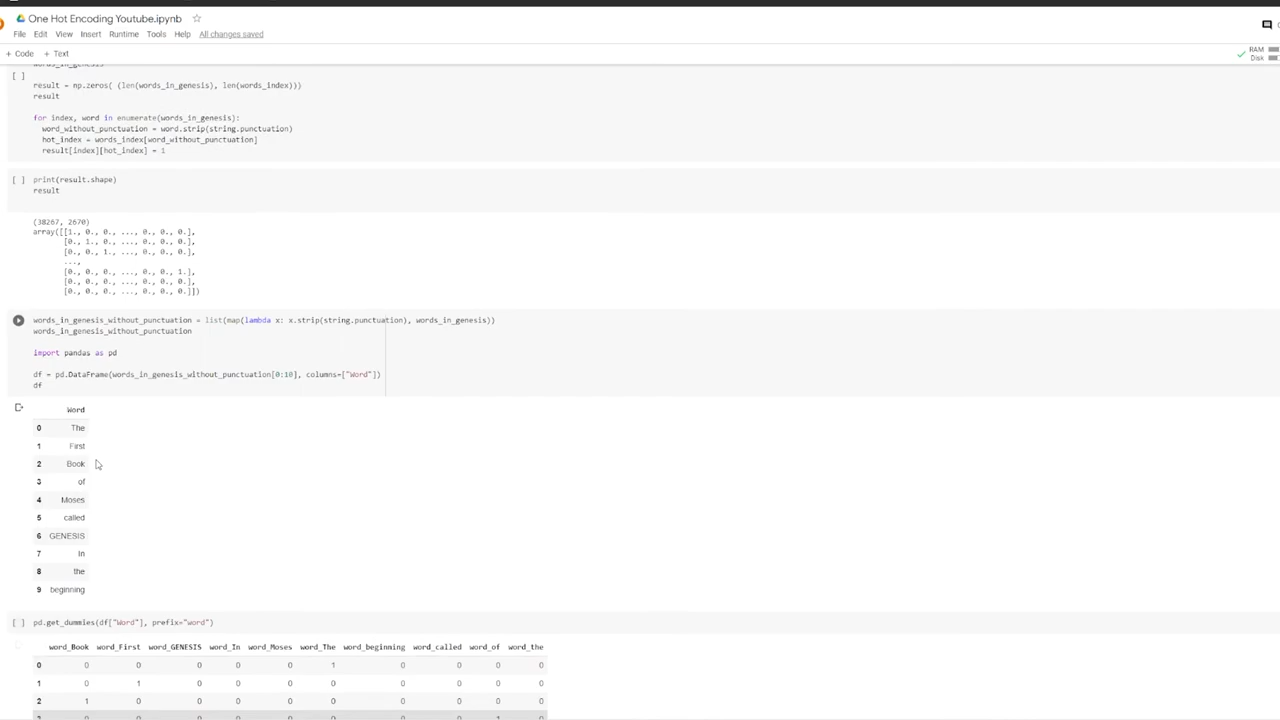 One Hot Encoding Youtube.ipynb
File Edit View Insert Runtime Tools Help All changes saved
+ Code + Text
RAM
Disk
words_in_genesis
[ ]
result = np.zeros( (len(words_in_genesis), len(words_index)))
result
for index, word in enumerate(words_in_genesis):
word_without_punctuation = word.strip(string.punctuation)
hot_index = words_index[word_without_punctuation]
result[index][hot_index] = 1
[ ] print(result.shape)
result
(38267, 2670)
array([[1., 0., 0., ..., 0., 0., 0.],
[0., 1., 0., ..., 0., 0., 0.],
[0., 0., 1., ..., 0., 0., 0.],
...,
[0., 0., 0., ..., 0., 0., 1.],
[0., 0., 0., ..., 0., 0., 0.],
[0., 0., 0., ..., 0., 0., 0.]])
words_in_genesis_without_punctuation = list(map(lambda x: x.strip(string.punctuation), words_in_genesis))
words_in_genesis_without_punctuation
import pandas as pd
df = pd.DataFrame(words_in_genesis_without_punctuation[0:10], columns=["Word"])
df
Word
0 The
1 First
2 Book
3 of
4 Moses
5 called
6 GENESIS
7 In
8 the
9 beginning
[ ] pd.get_dummies(df["Word"], prefix="word")
word_Book word_First word_GENESIS word_In word_Moses word_The word_beginning word_called word_of word_the
0 0 0 0 0 0 1 0 0 0 0
1 0 1 0 0 0 0 0 0 0 0
2 1 0 0 0 0 0 0 0 0 0